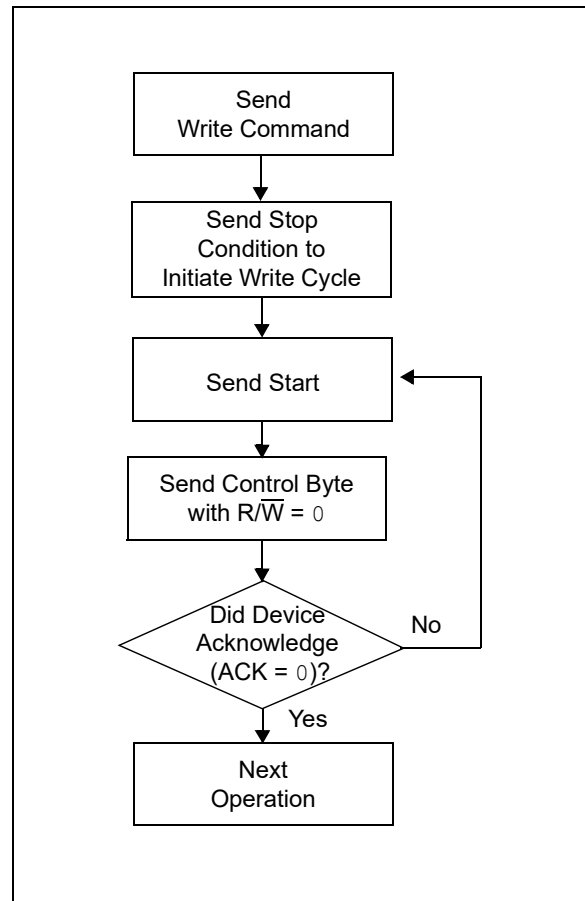 Send
Write Command
Send Stop
Condition to
Initiate Write Cycle
Send Start
Send Control Byte
with R/W̅ = 0
Did Device
Acknowledge
(ACK = 0)?
No
Yes
Next
Operation